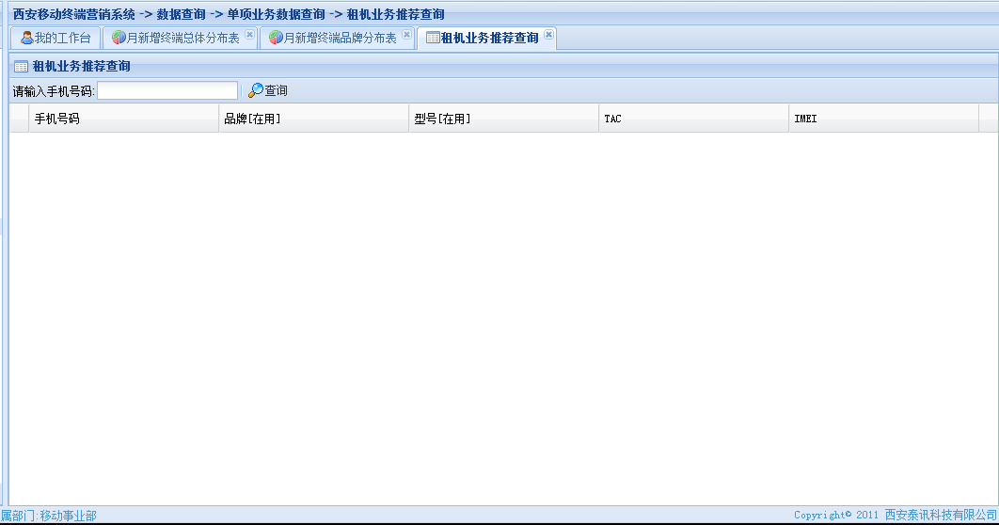 西安移动终端营销系统 -> 数据查询 -> 单项业务数据查询 -> 租机业务推荐查询
我的工作台 月新增终端总体分布表 月新增终端品牌分布表 租机业务推荐查询
租机业务推荐查询
请输入手机号码: 查询
手机号码 品牌[在用] 型号[在用] TAC IMEI
属部门:移动事业部 Copyright© 2011 西安泰讯科技有限公司